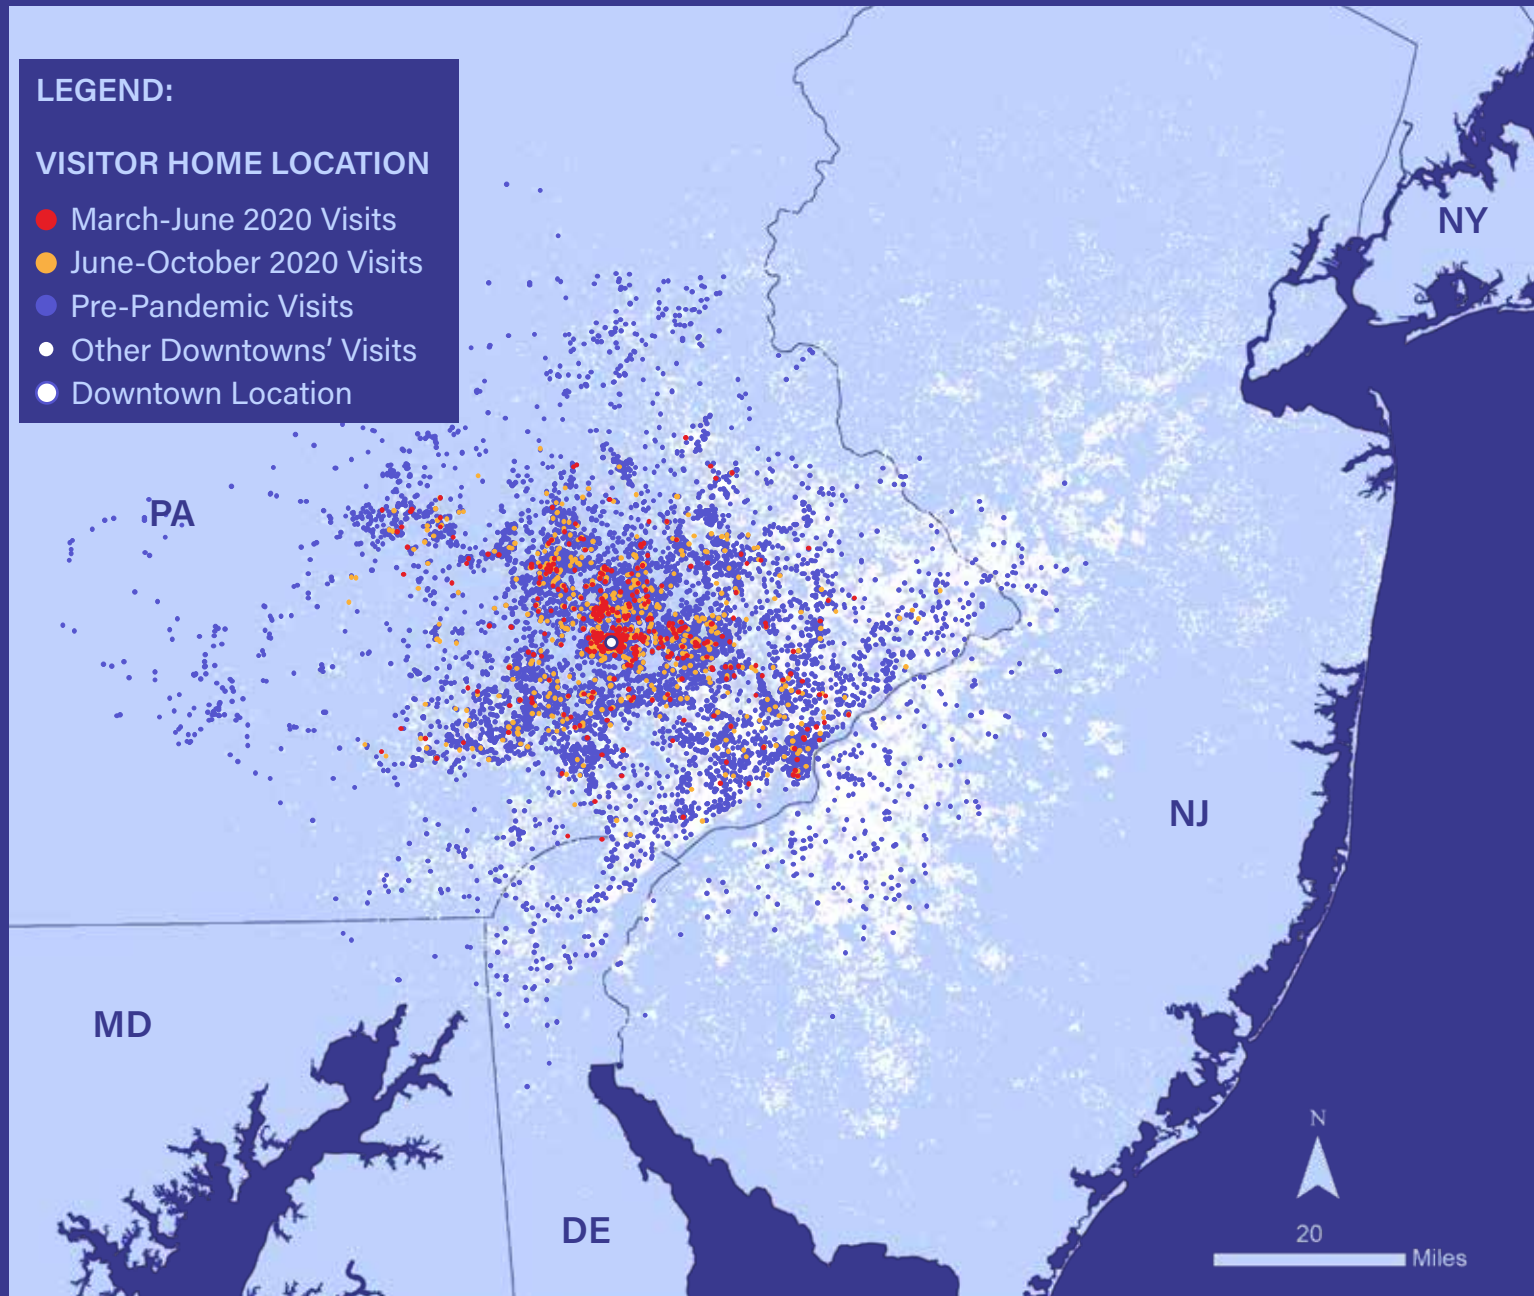 LEGEND:
VISITOR HOME LOCATION
March-June 2020 Visits
June-October 2020 Visits
Pre-Pandemic Visits
Other Downtowns’ Visits
Downtown Location
NY
PA
NJ
MD
DE
N
20
Miles